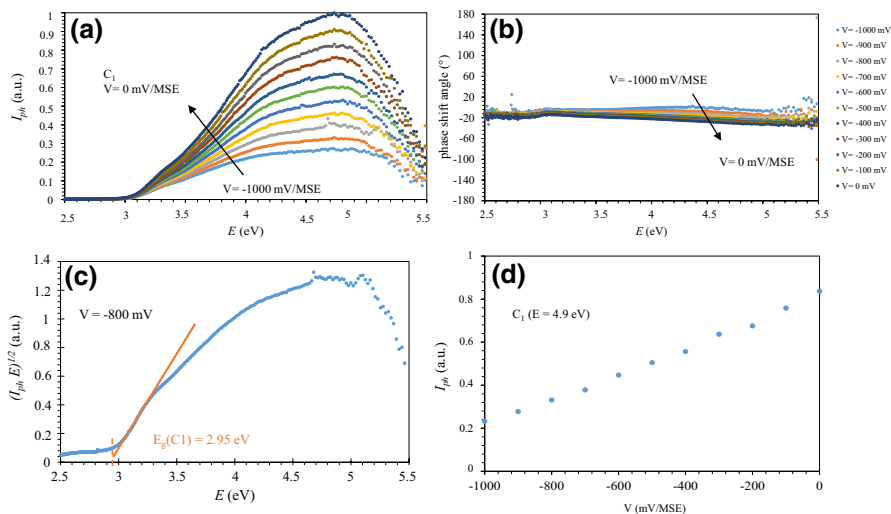 (a)
C1
V= 0 mV/MSE
V= -1000 mV/MSE
Iph (a.u.)
1
0.9
0.8
0.7
0.6
0.5
0.4
0.3
0.2
0.1
0
2.5 3 3.5 4 4.5 5 5.5
E (eV)
(b)
V= -1000 mV/MSE
V= 0 mV/MSE
phase shift angle (°)
180
140
100
60
20
-20
-60
-100
-140
-180
2.5 3 3.5 4 4.5 5 5.5
E (eV)
V= -1000 mV
V= -900 mV
V= -800 mV
V= -700 mV
V= -600 mV
V= -500 mV
V= -400 mV
V= -300 mV
V= -200 mV
V= -100 mV
V= 0 mV
(c)
V = -800 mV
Eg(C1) = 2.95 eV
(Iph E)1/2 (a.u.)
1.4
1.2
1
0.8
0.6
0.4
0.2
0
2.5 3 3.5 4 4.5 5 5.5
E (eV)
(d)
C1 (E = 4.9 eV)
Iph (a.u.)
1
0.8
0.6
0.4
0.2
0
-1000 -800 -600 -400 -200 0
V (mV/MSE)